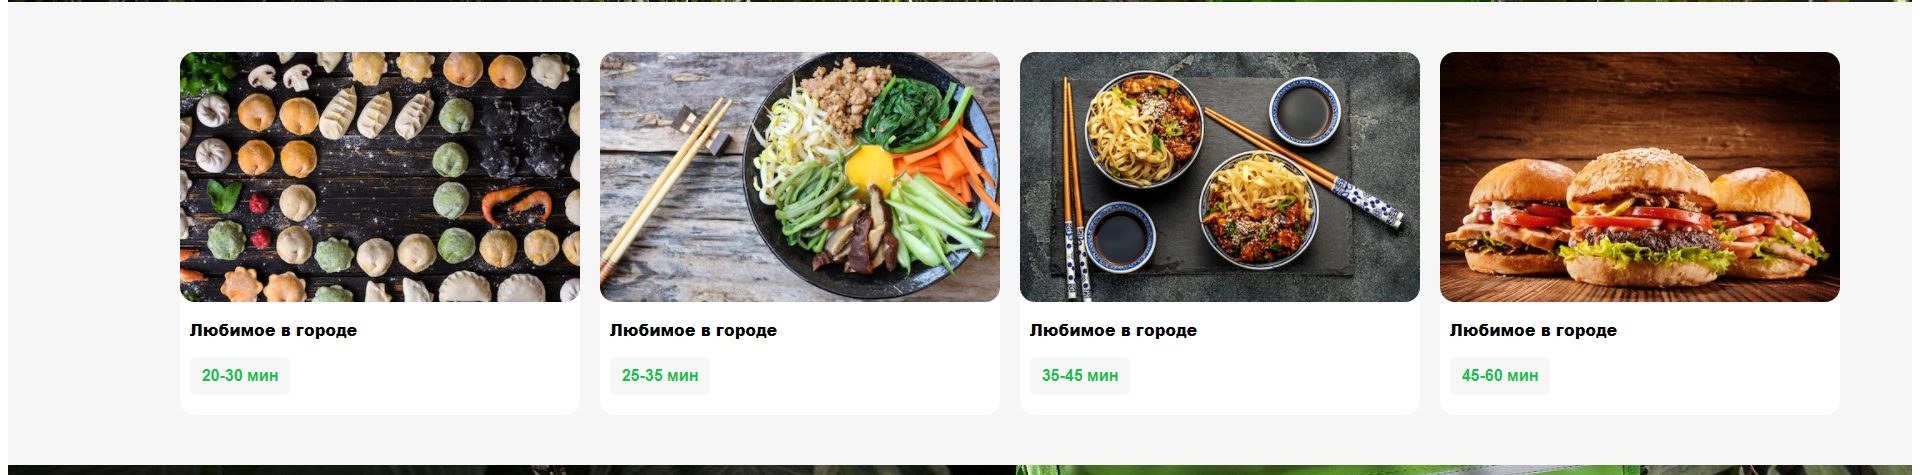 Любимое в городе
20-30 мин
Любимое в городе
25-35 мин
Любимое в городе
35-45 мин
Любимое в городе
45-60 мин